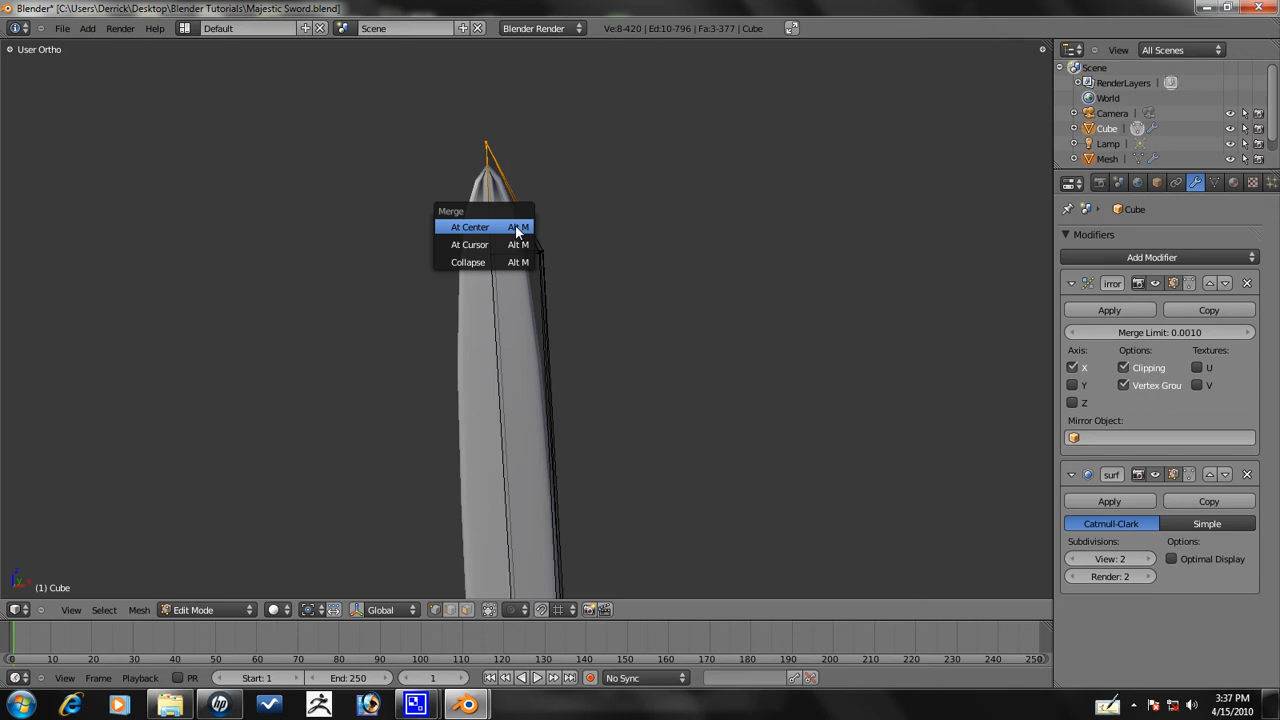 Blender* [C:\Users\Derrick\Desktop\Blender Tutorials\Majestic Sword.blend]
File Add Render Help Default Scene Blender Render Ve:8-420 | Ed:10-796 | Fa:3-377 | Cube
User Ortho
View All Scenes
Scene
RenderLayers
World
Camera
Cube
Lamp
Mesh
Cube
Modifiers
Add Modifier
irror
Apply Copy
Merge Limit: 0.0010
Axis: Options: Textures:
X Clipping U
Y Vertex Grou V
Z
Mirror Object:
surf
Apply Copy
Catmull-Clark Simple
Subdivisions: Options:
View: 2 Optimal Display
Render: 2
Merge
At Center Alt M
At Cursor Alt M
Collapse Alt M
(1) Cube
View Select Mesh Edit Mode Global
0 10 20 30 40 50 60 70 80 90 100 110 120 130 140 150 160 170 180 190 200 210 220 230 240 250
View Frame Playback PR Start: 1 End: 250 1 No Sync
3:37 PM
4/15/2010